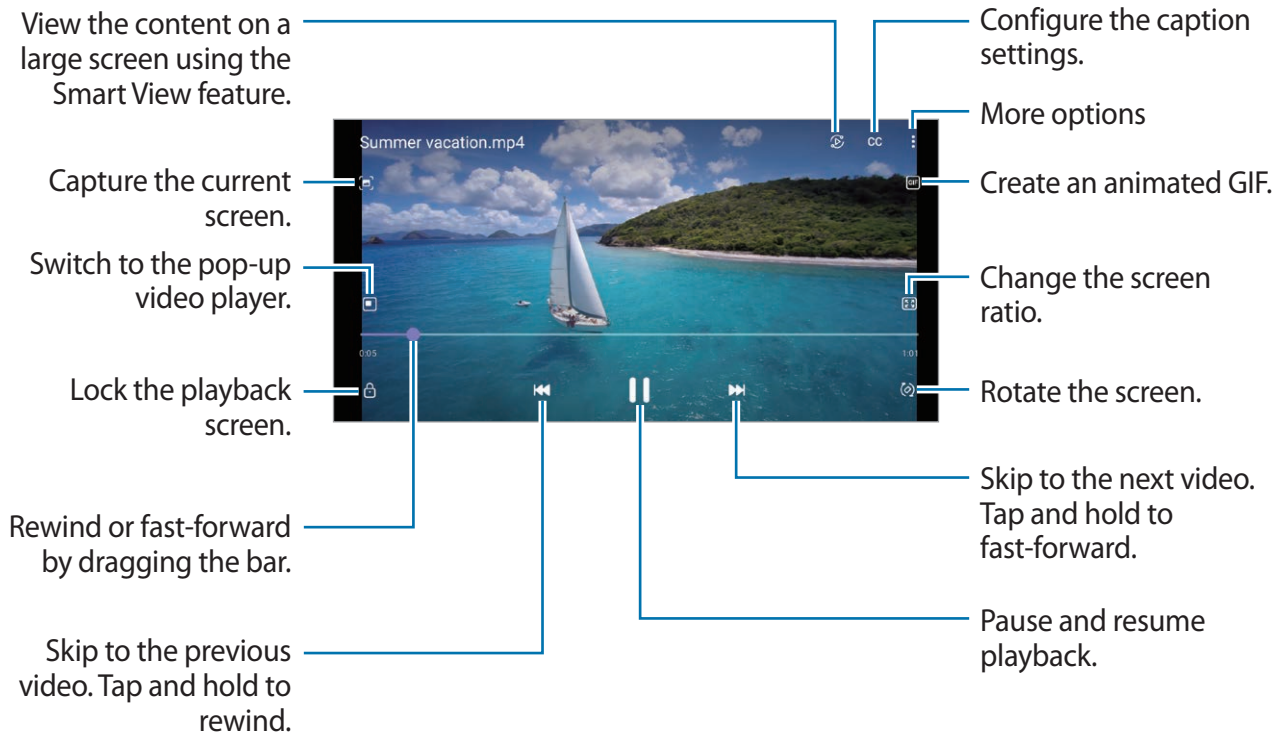 View the content on a
large screen using the
Smart View feature.
Configure the caption
settings.
More options
Summer vacation.mp4
CC
Capture the current
screen.
GIF
Create an animated GIF.
Switch to the pop-up
video player.
Change the screen
ratio.
0:05
1:01
Lock the playback
screen.
Rotate the screen.
Rewind or fast-forward
by dragging the bar.
Skip to the next video.
Tap and hold to
fast-forward.
Skip to the previous
video. Tap and hold to
rewind.
Pause and resume
playback.